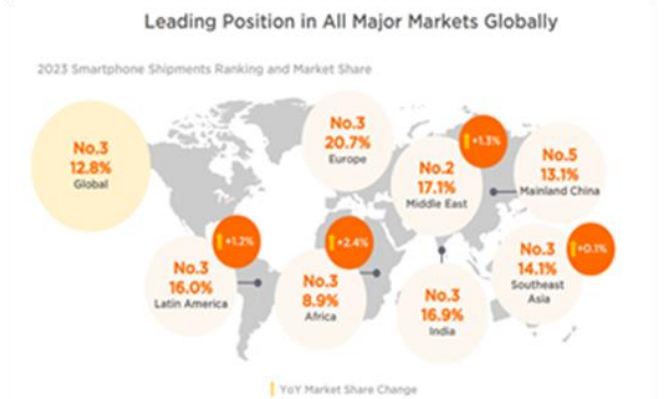 Leading Position in All Major Markets Globally
2023 Smartphone Shipments Ranking and Market Share
No.3
12.8%
Global
No.3
20.7%
Europe
+1.3%
No.2
17.1%
Middle East
No.5
13.1%
Mainland China
+1.2%
No.3
16.0%
Latin America
+2.4%
No.3
8.9%
Africa
No.3
16.9%
India
+0.1%
No.3
14.1%
Southeast
Asia
YoY Market Share Change